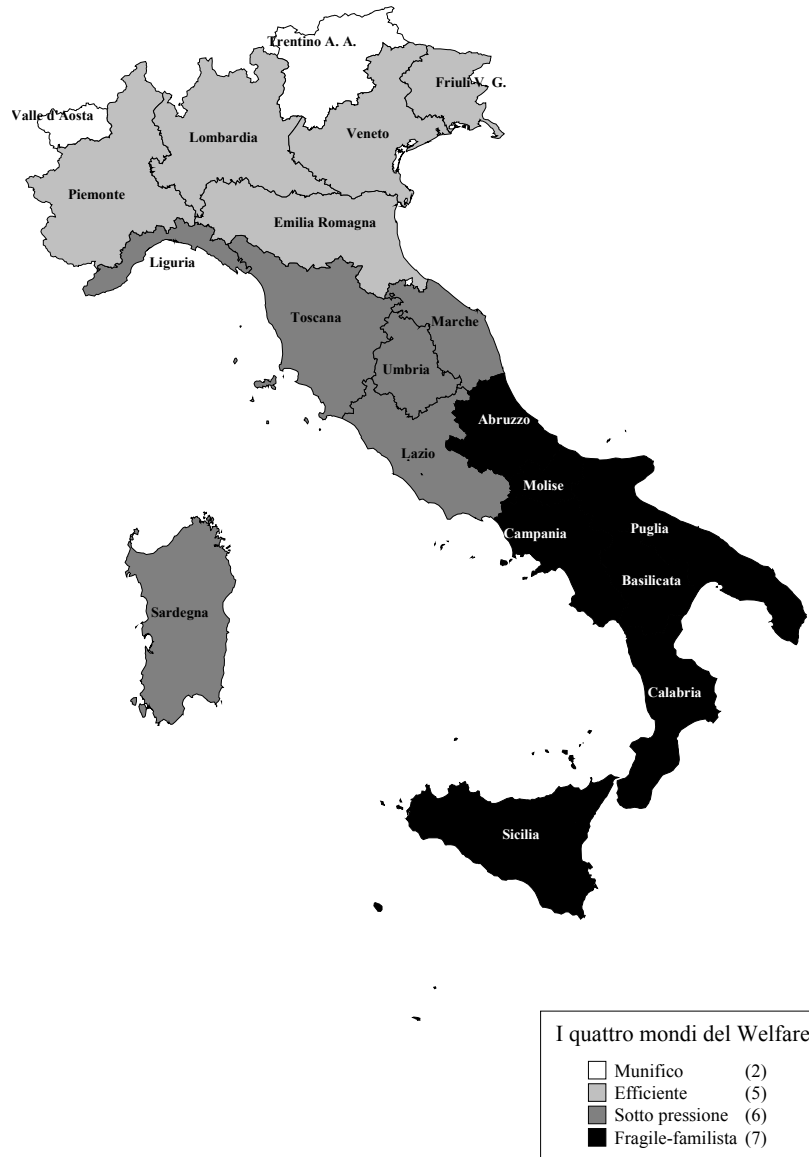 Trentino A. A.
Friuli V. G.
Valle d'Aosta
Lombardia
Veneto
Piemonte
Emilia Romagna
Liguria
Toscana
Marche
Umbria
Abruzzo
Lazio
Molise
Campania
Puglia
Basilicata
Sardegna
Calabria
Sicilia
I quattro mondi del Welfare
Munifico (2)
Efficiente (5)
Sotto pressione (6)
Fragile-familista (7)